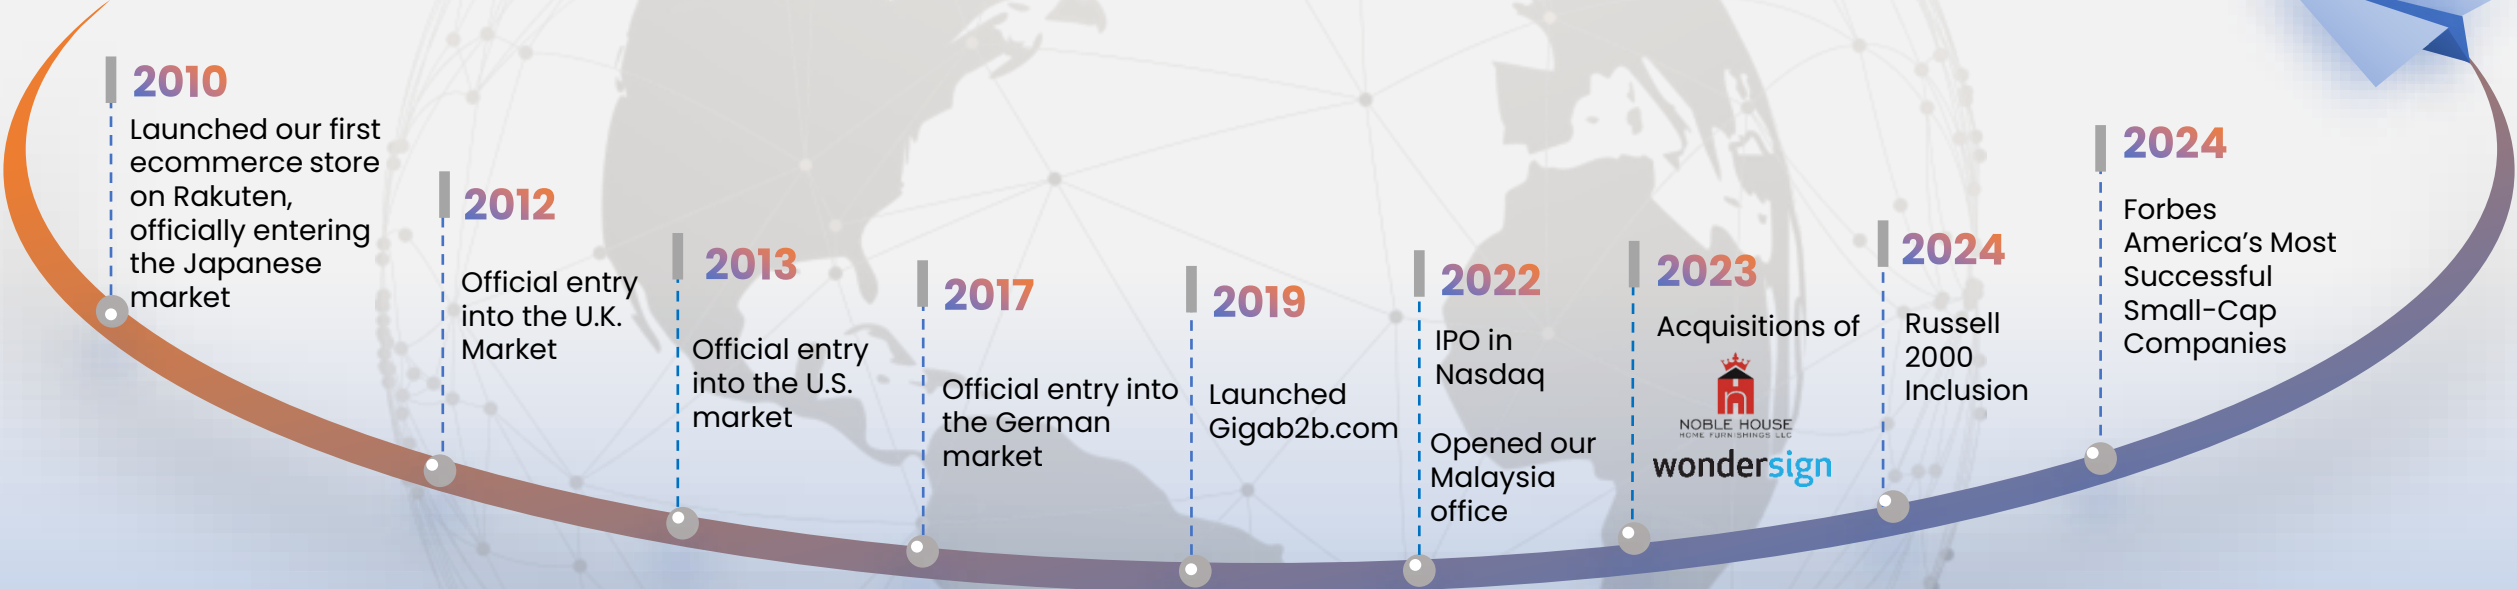 2010
Launched our first
ecommerce store
on Rakuten,
officially entering
the Japanese
market
2012
Official entry
into the U.K.
Market
2013
Official entry
into the U.S.
market
2017
Official entry into
the German
market
2019
Launched
Gigab2b.com
2022
IPO in
Nasdaq
Opened our
Malaysia
office
2023
Acquisitions of
NOBLE HOUSE
HOME FURNISHINGS LLC
wondersign
2024
Russell
2000
Inclusion
2024
Forbes
America’s Most
Successful
Small-Cap
Companies